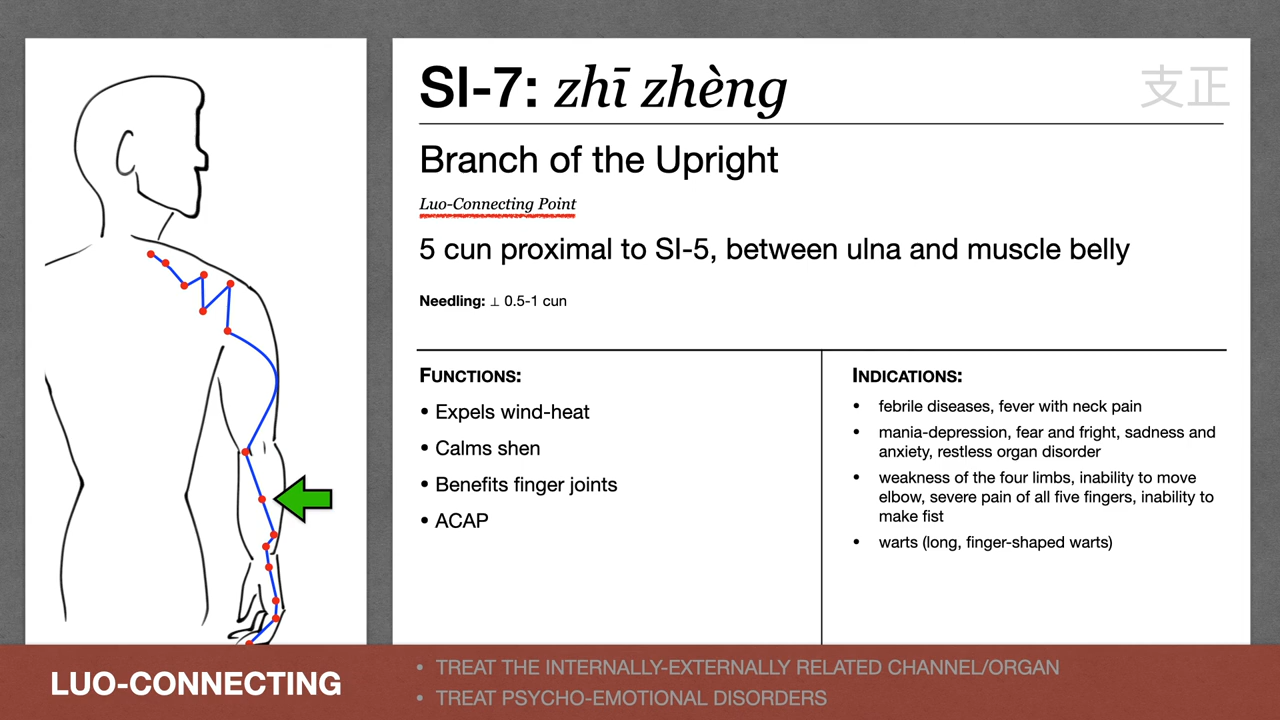 SI-7: zhī zhèng
支正
Branch of the Upright
Luo-Connecting Point
5 cun proximal to SI-5, between ulna and muscle belly
Needling: ⊥ 0.5-1 cun
FUNCTIONS:
• Expels wind-heat
• Calms shen
• Benefits finger joints
• ACAP
INDICATIONS:
• febrile diseases, fever with neck pain
• mania-depression, fear and fright, sadness and
anxiety, restless organ disorder
• weakness of the four limbs, inability to move
elbow, severe pain of all five fingers, inability to
make fist
• warts (long, finger-shaped warts)
LUO-CONNECTING
• TREAT THE INTERNALLY-EXTERNALLY RELATED CHANNEL/ORGAN
• TREAT PSYCHO-EMOTIONAL DISORDERS